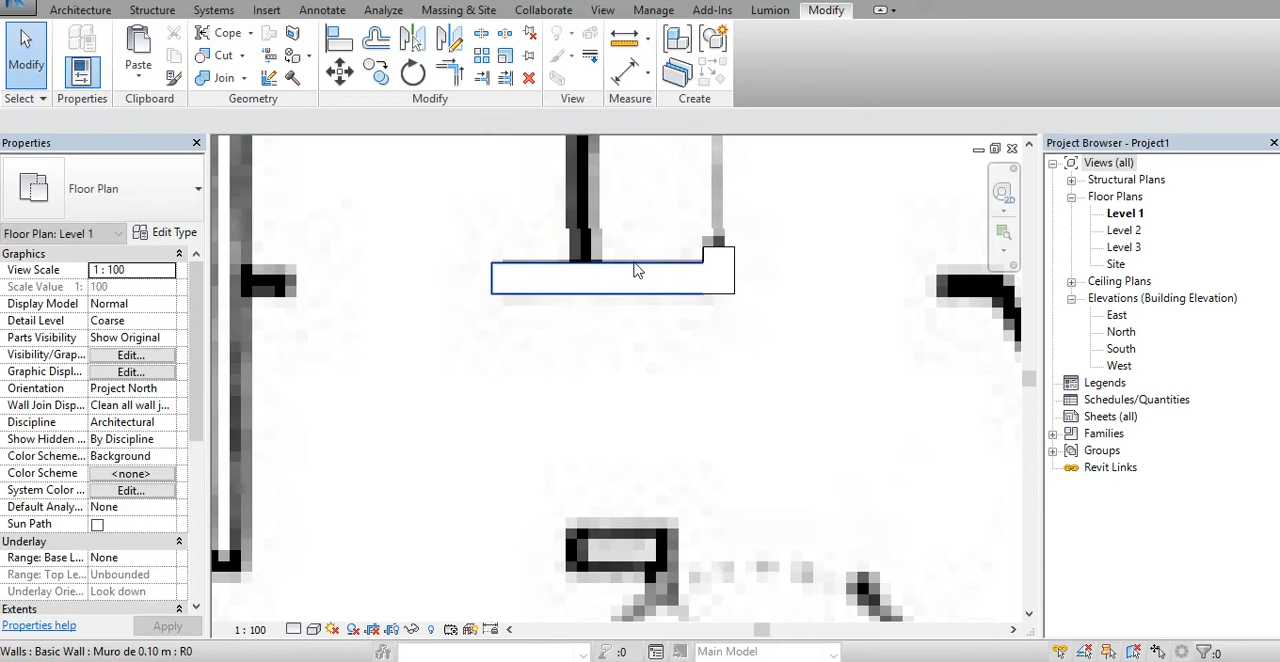 Architecture Structure Systems Insert Annotate Analyze Massing & Site Collaborate View Manage Add-Ins Lumion Modify
Modify
Select
Properties
Paste
Clipboard
Cope
Cut
Join
Geometry
Modify
View
Measure
Create
Properties
Floor Plan
Floor Plan: Level 1
Edit Type
Graphics
View Scale 1 : 100
Scale Value 1: 100
Display Model Normal
Detail Level Coarse
Parts Visibility Show Original
Visibility/Grap... Edit...
Graphic Displ... Edit...
Orientation Project North
Wall Join Disp... Clean all wall j...
Discipline Architectural
Show Hidden ... By Discipline
Color Scheme... Background
Color Scheme <none>
System Color ... Edit...
Default Analy... None
Sun Path
Underlay
Range: Base L... None
Range: Top Le... Unbounded
Underlay Orie... Look down
Extents
Properties help
Apply
2D
1 : 100
Project Browser - Project1
Views (all)
Structural Plans
Floor Plans
Level 1
Level 2
Level 3
Site
Ceiling Plans
Elevations (Building Elevation)
East
North
South
West
Legends
Schedules/Quantities
Sheets (all)
Families
Groups
Revit Links
Walls : Basic Wall : Muro de 0.10 m : R0
:0
Main Model
:0